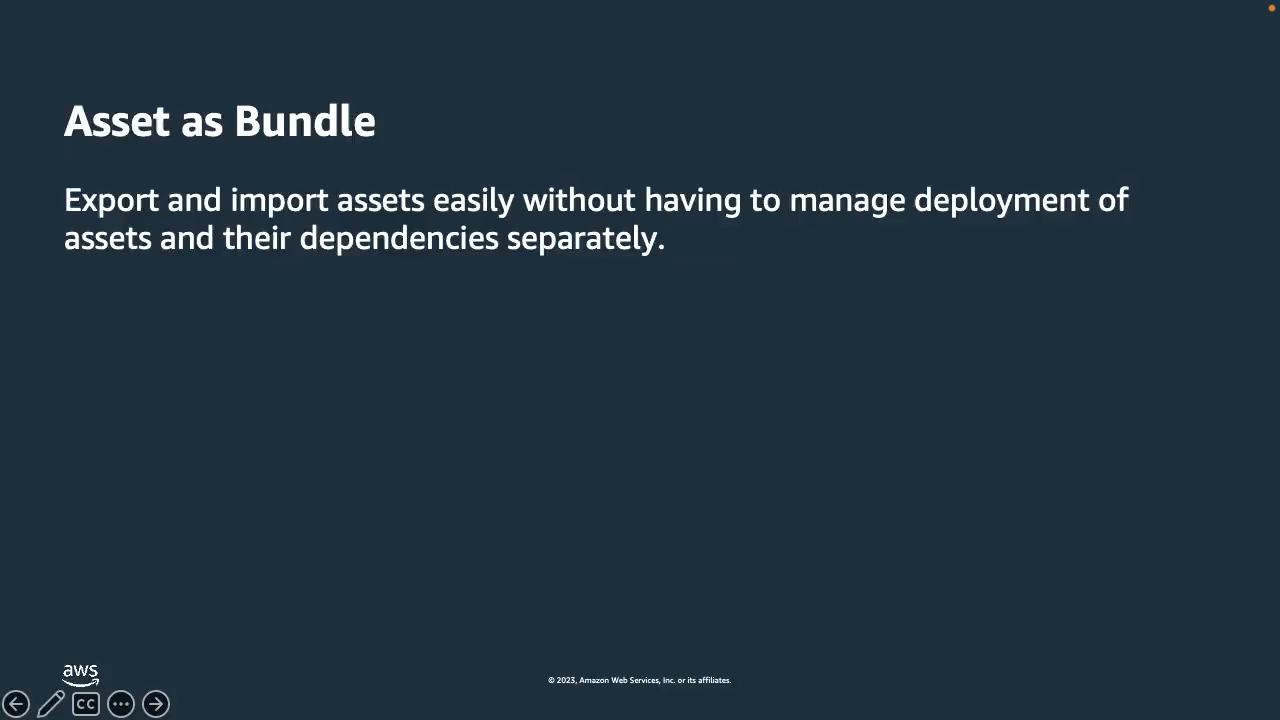 Asset as Bundle
Export and import assets easily without having to manage deployment of
assets and their dependencies separately.
aws
© 2023, Amazon Web Services, Inc. or its affiliates.
CC